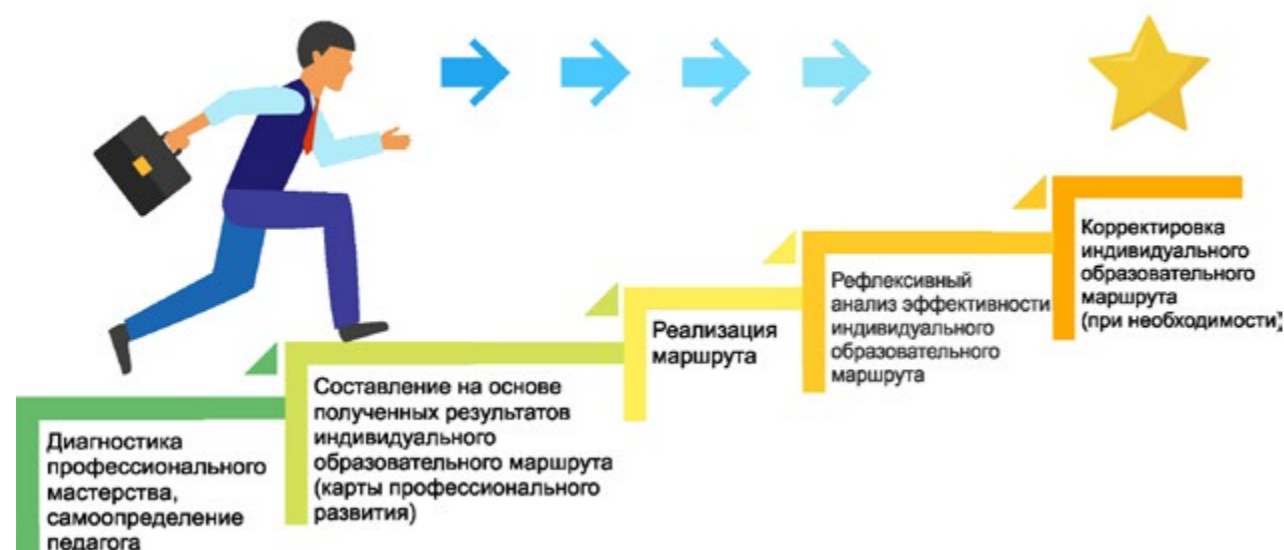 Диагностика
профессионального
мастерства,
самоопределение
педагога
Составление на основе
полученных результатов
индивидуального
образовательного маршрута
(карты профессионального
развития)
Реализация
маршрута
Рефлексивный
анализ эффективности
индивидуального
образовательного
маршрута
Корректировка
индивидуального
образовательного
маршрута
(при необходимости)